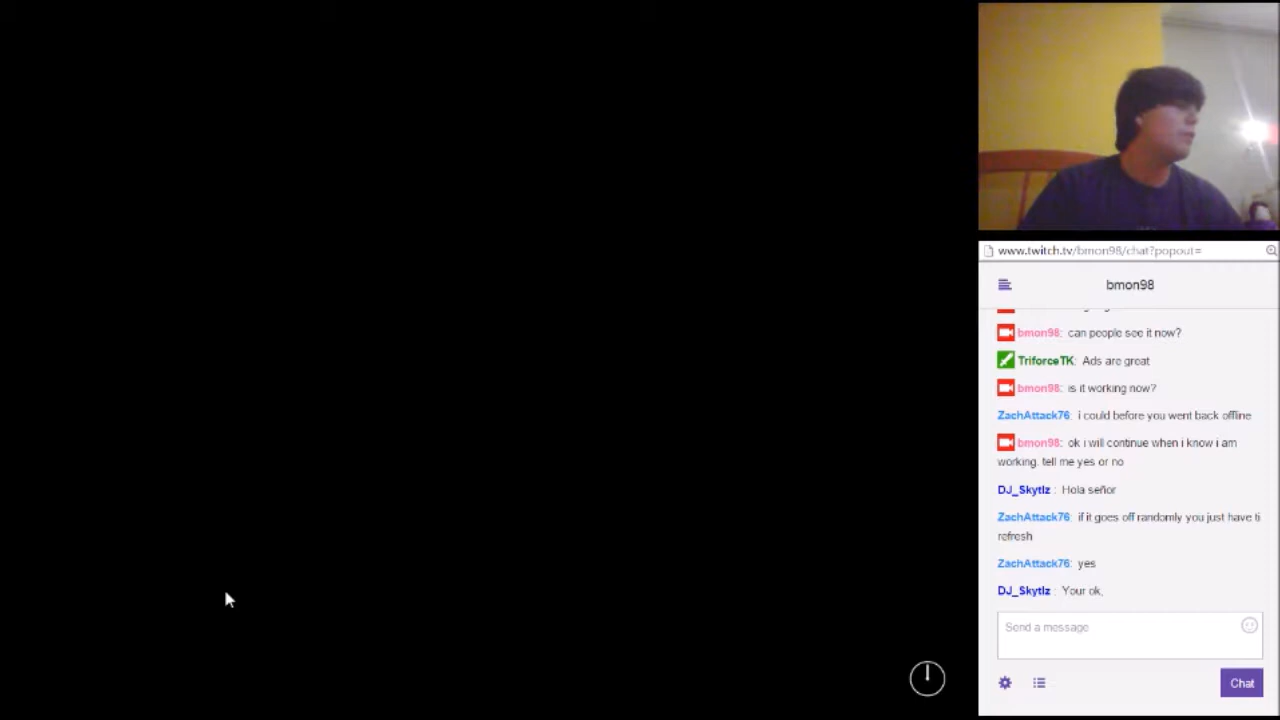 www.twitch.tv/bmon98/chat?popout=
bmon98
bmon98: can people see it now?
TriforceTK: Ads are great
bmon98: is it working now?
ZachAttack76: i could before you went back offline
bmon98: ok i will continue when i know i am
working. tell me yes or no
DJ_Skytlz : Hola señor
ZachAttack76: if it goes off randomly you just have ti
refresh
ZachAttack76: yes
DJ_Skytlz : Your ok,
Send a message
Chat